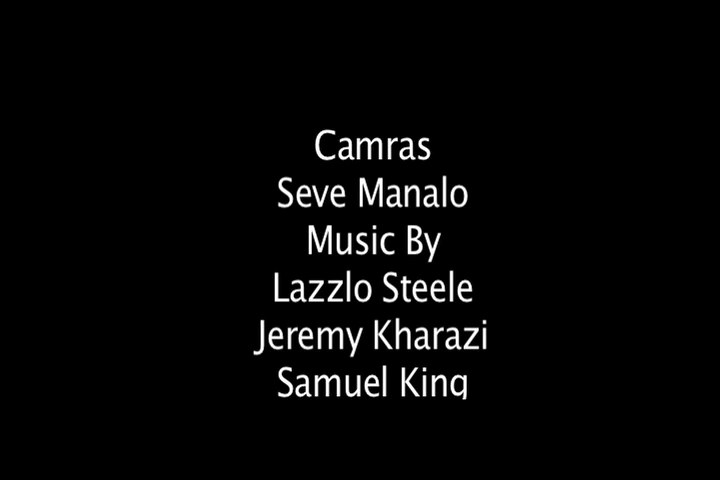 Camras
Seve Manalo
Music By
Lazzlo Steele
Jeremy Kharazi
Samuel King